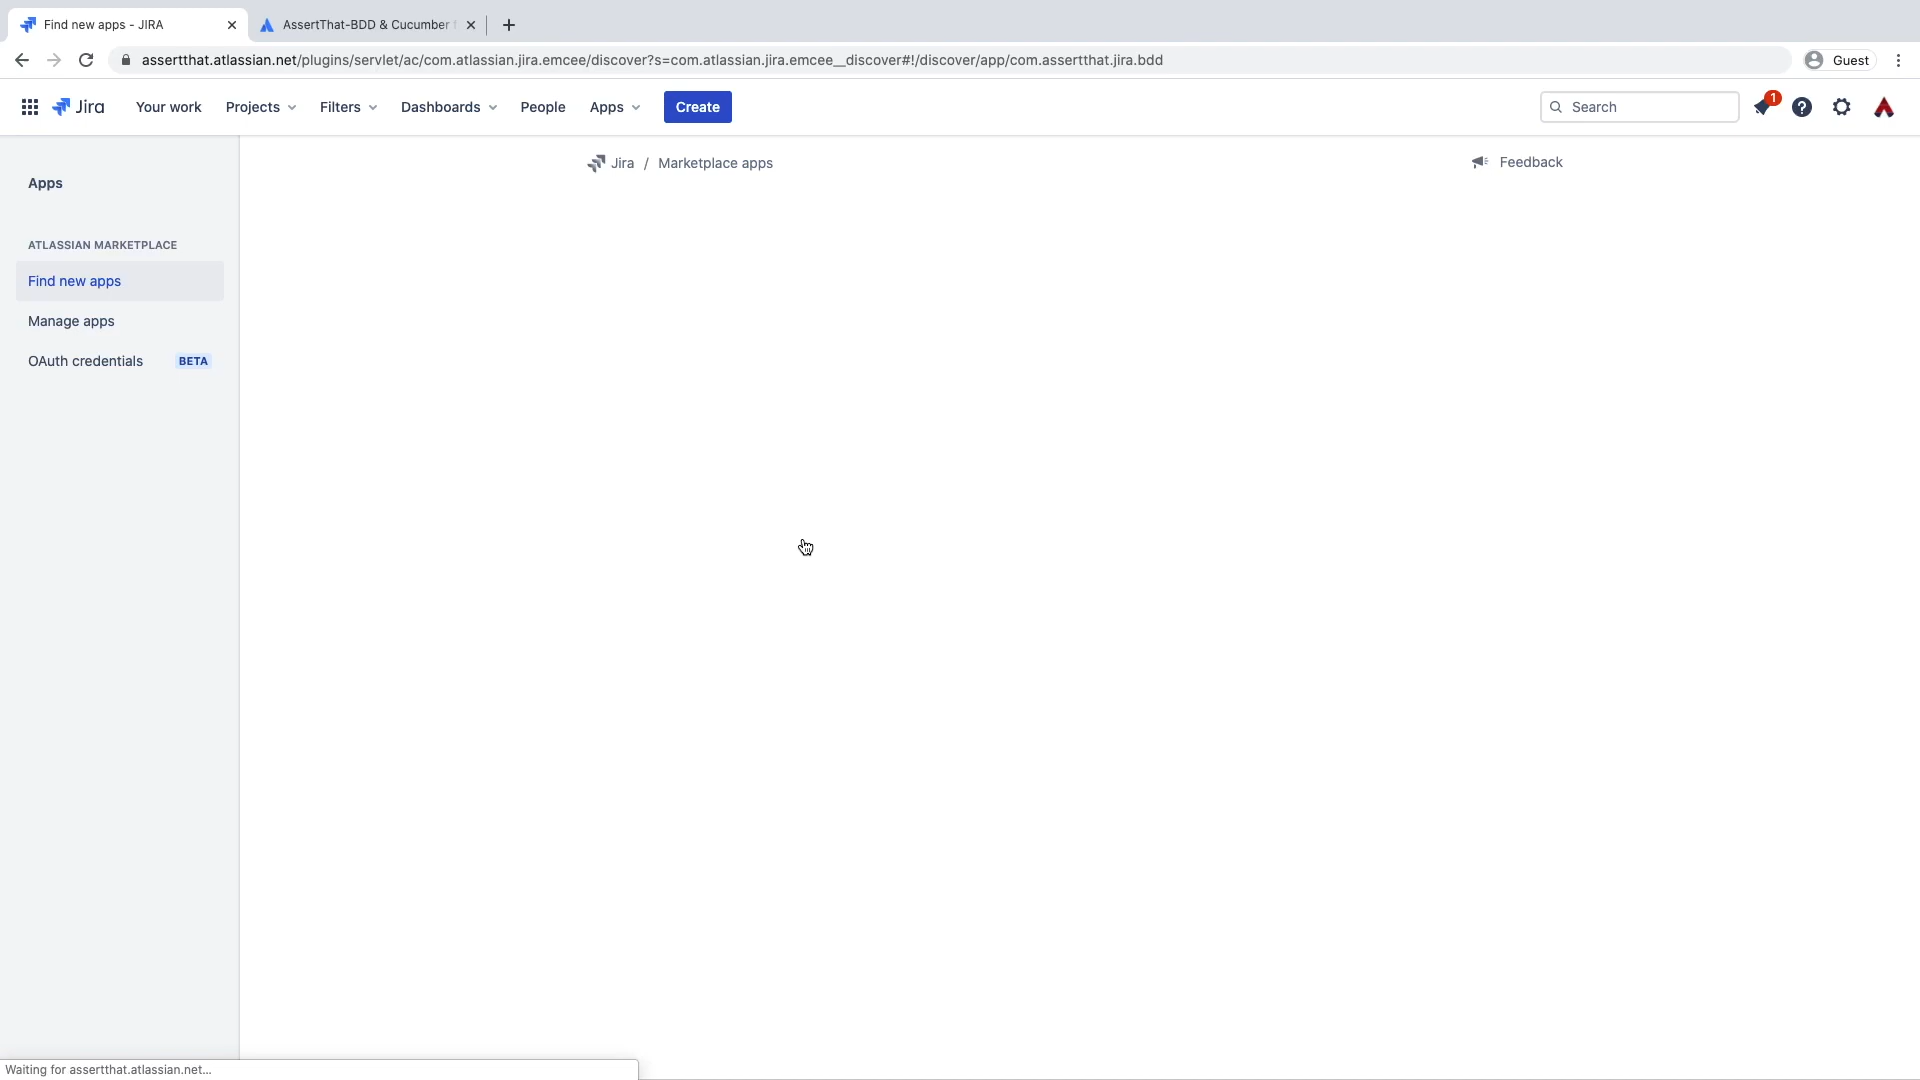 Find new apps - JIRA
AssertThat-BDD & Cucumber
assertthat.atlassian.net/plugins/servlet/ac/com.atlassian.jira.emcee/discover?s=com.atlassian.jira.emcee__discover#!/discover/app/com.assertthat.jira.bdd
Guest
Jira
Your work
Projects
Filters
Dashboards
People
Apps
Create
Search
1
Apps
Jira / Marketplace apps
Feedback
ATLASSIAN MARKETPLACE
Find new apps
Manage apps
OAuth credentials BETA
Waiting for assertthat.atlassian.net...